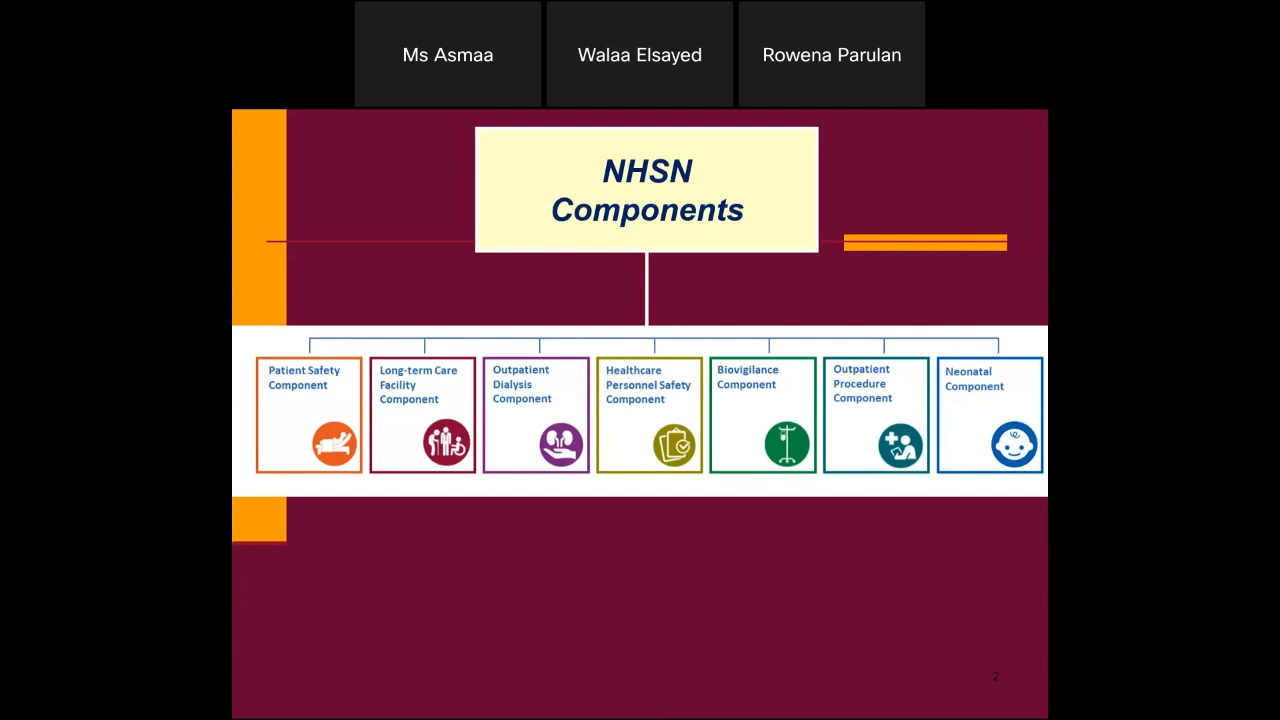 Ms Asmaa
Walaa Elsayed
Rowena Parulan
NHSN
Components
Patient Safety
Component
Long-term Care
Facility
Component
Outpatient
Dialysis
Component
Healthcare
Personnel Safety
Component
Biovigilance
Component
Outpatient
Procedure
Component
Neonatal
Component
2